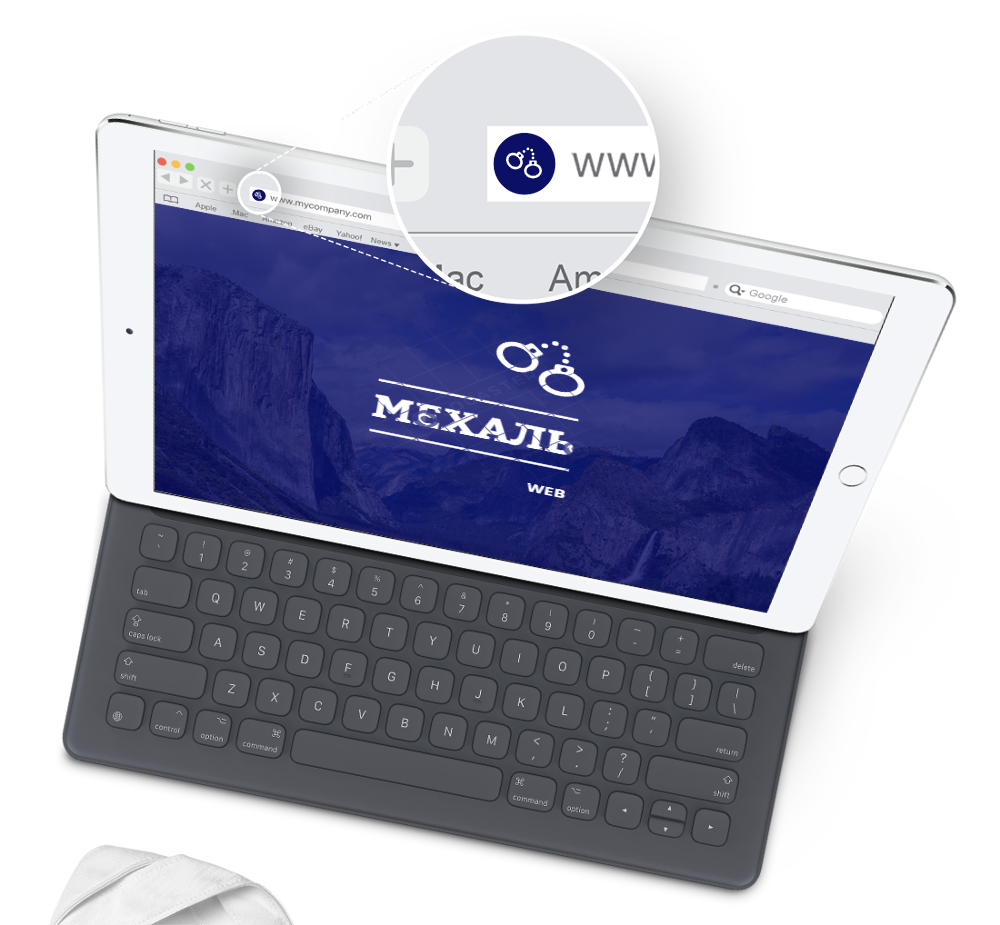 www
Mac Am
www.mycompany.com
Apple Mac Amazon eBay Yahoo! News ▾
Google
МЕХАЛЬ
WEB
~ ! @ # $ % ^ & * ( ) — +
` 1 2 3 4 5 6 7 8 9 0 - =
delete
tab Q W E R T Y U I O P { [ } ] | \
caps lock A S D F G H J K L : ; " ' return
shift Z X C V B N M < , > . ? / shift
control option command command option